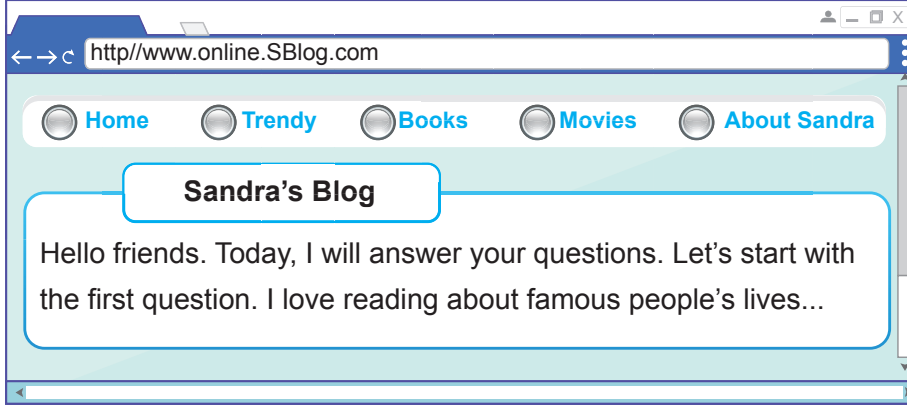 http//www.online.SBlog.com
Home Trendy Books Movies About Sandra
Sandra's Blog
Hello friends. Today, I will answer your questions. Let's start with
the first question. I love reading about famous people's lives...